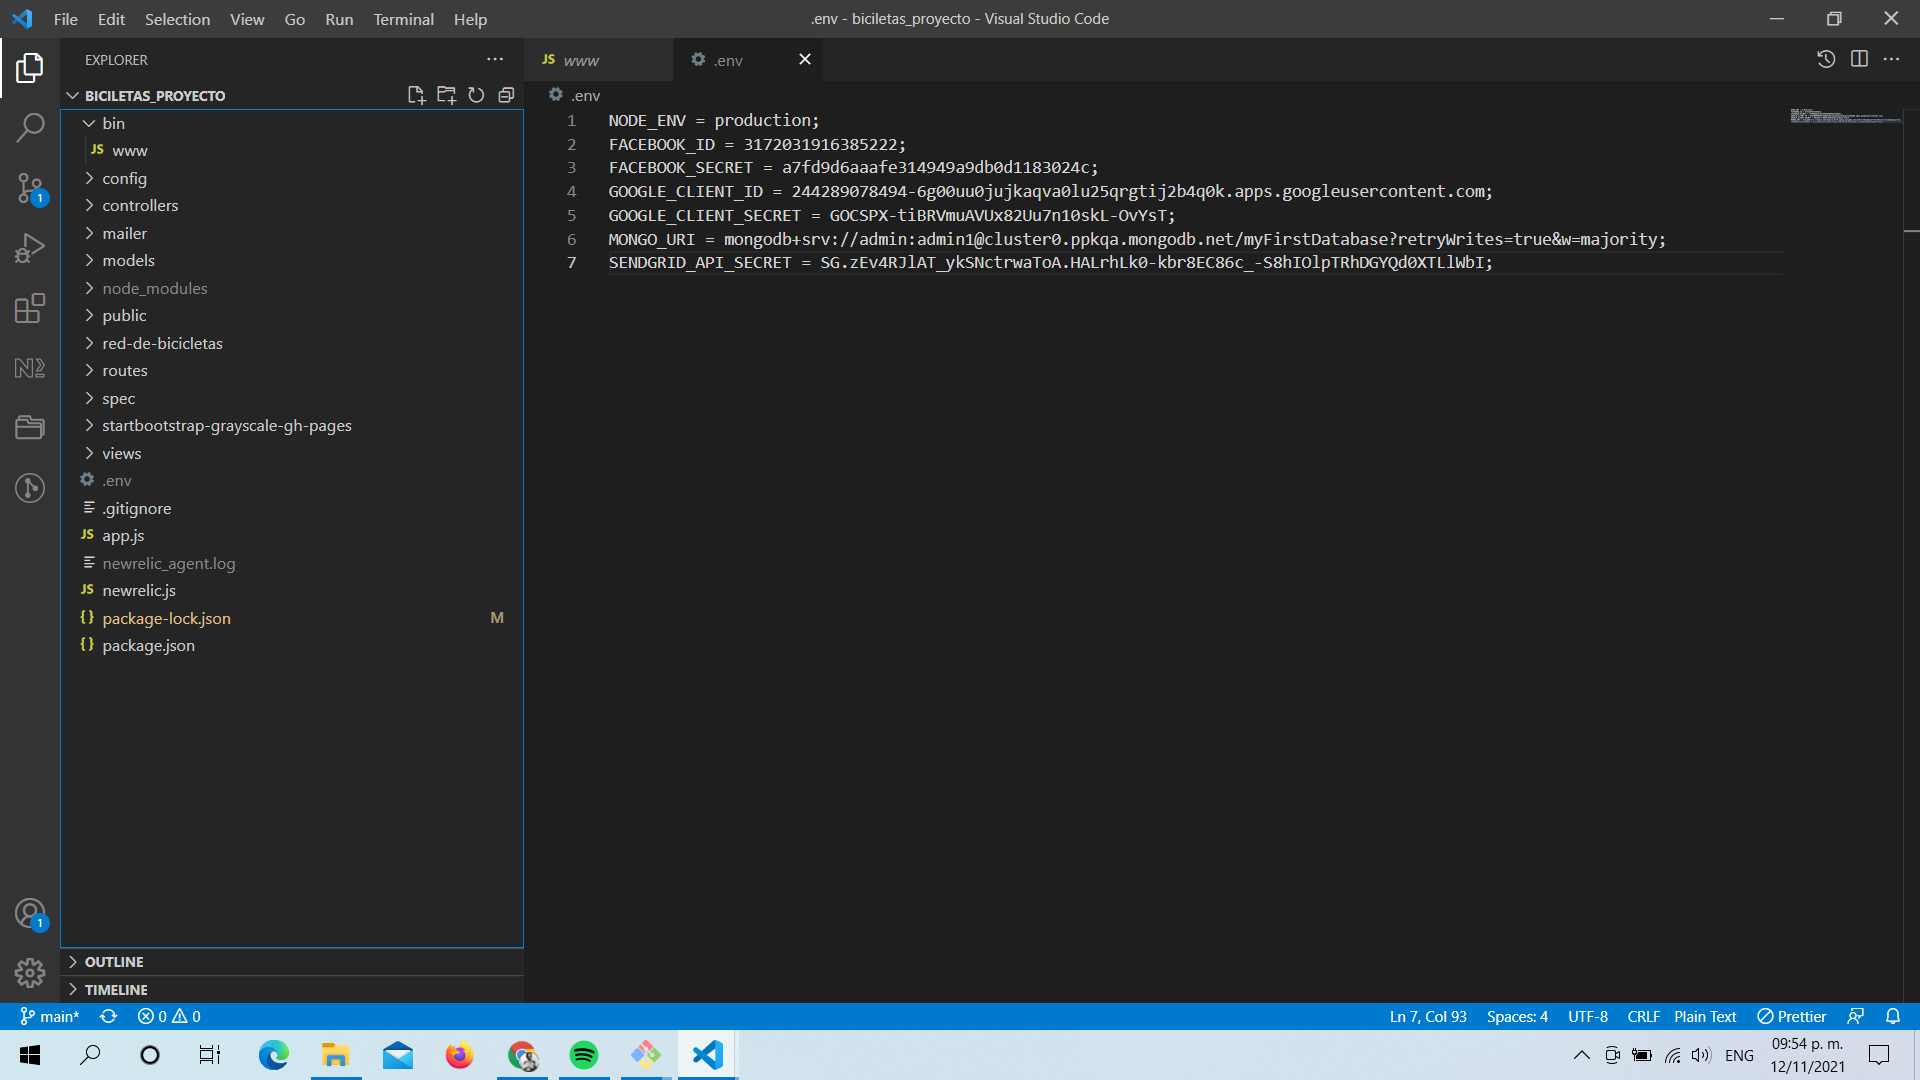 File Edit Selection View Go Run Terminal Help
.env - biciletas_proyecto - Visual Studio Code
EXPLORER
BICILETAS_PROYECTO
bin
JS www
config
controllers
mailer
models
node_modules
public
red-de-bicicletas
routes
spec
startbootstrap-grayscale-gh-pages
views
.env
.gitignore
JS app.js
newrelic_agent.log
JS newrelic.js
{} package-lock.json M
{} package.json
OUTLINE
TIMELINE
JS www
.env
.env
1 NODE_ENV = production;
2 FACEBOOK_ID = 3172031916385222;
3 FACEBOOK_SECRET = a7fd9d6aaafe314949a9db0d1183024c;
4 GOOGLE_CLIENT_ID = 244289078494-6g00uu0jujkaqva0lu25qrgtij2b4q0k.apps.googleusercontent.com;
5 GOOGLE_CLIENT_SECRET = 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;
6 MONGO_URI = mongodb+srv://admin:admin1@cluster0.ppkqa.mongodb.net/myFirstDatabase?retryWrites=true&w=majority;
7 SENDGRID_API_SECRET = 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;
1
1
main* 0 0
Ln 7, Col 93 Spaces: 4 UTF-8 CRLF Plain Text Prettier
ENG
09:54 p. m.
12/11/2021